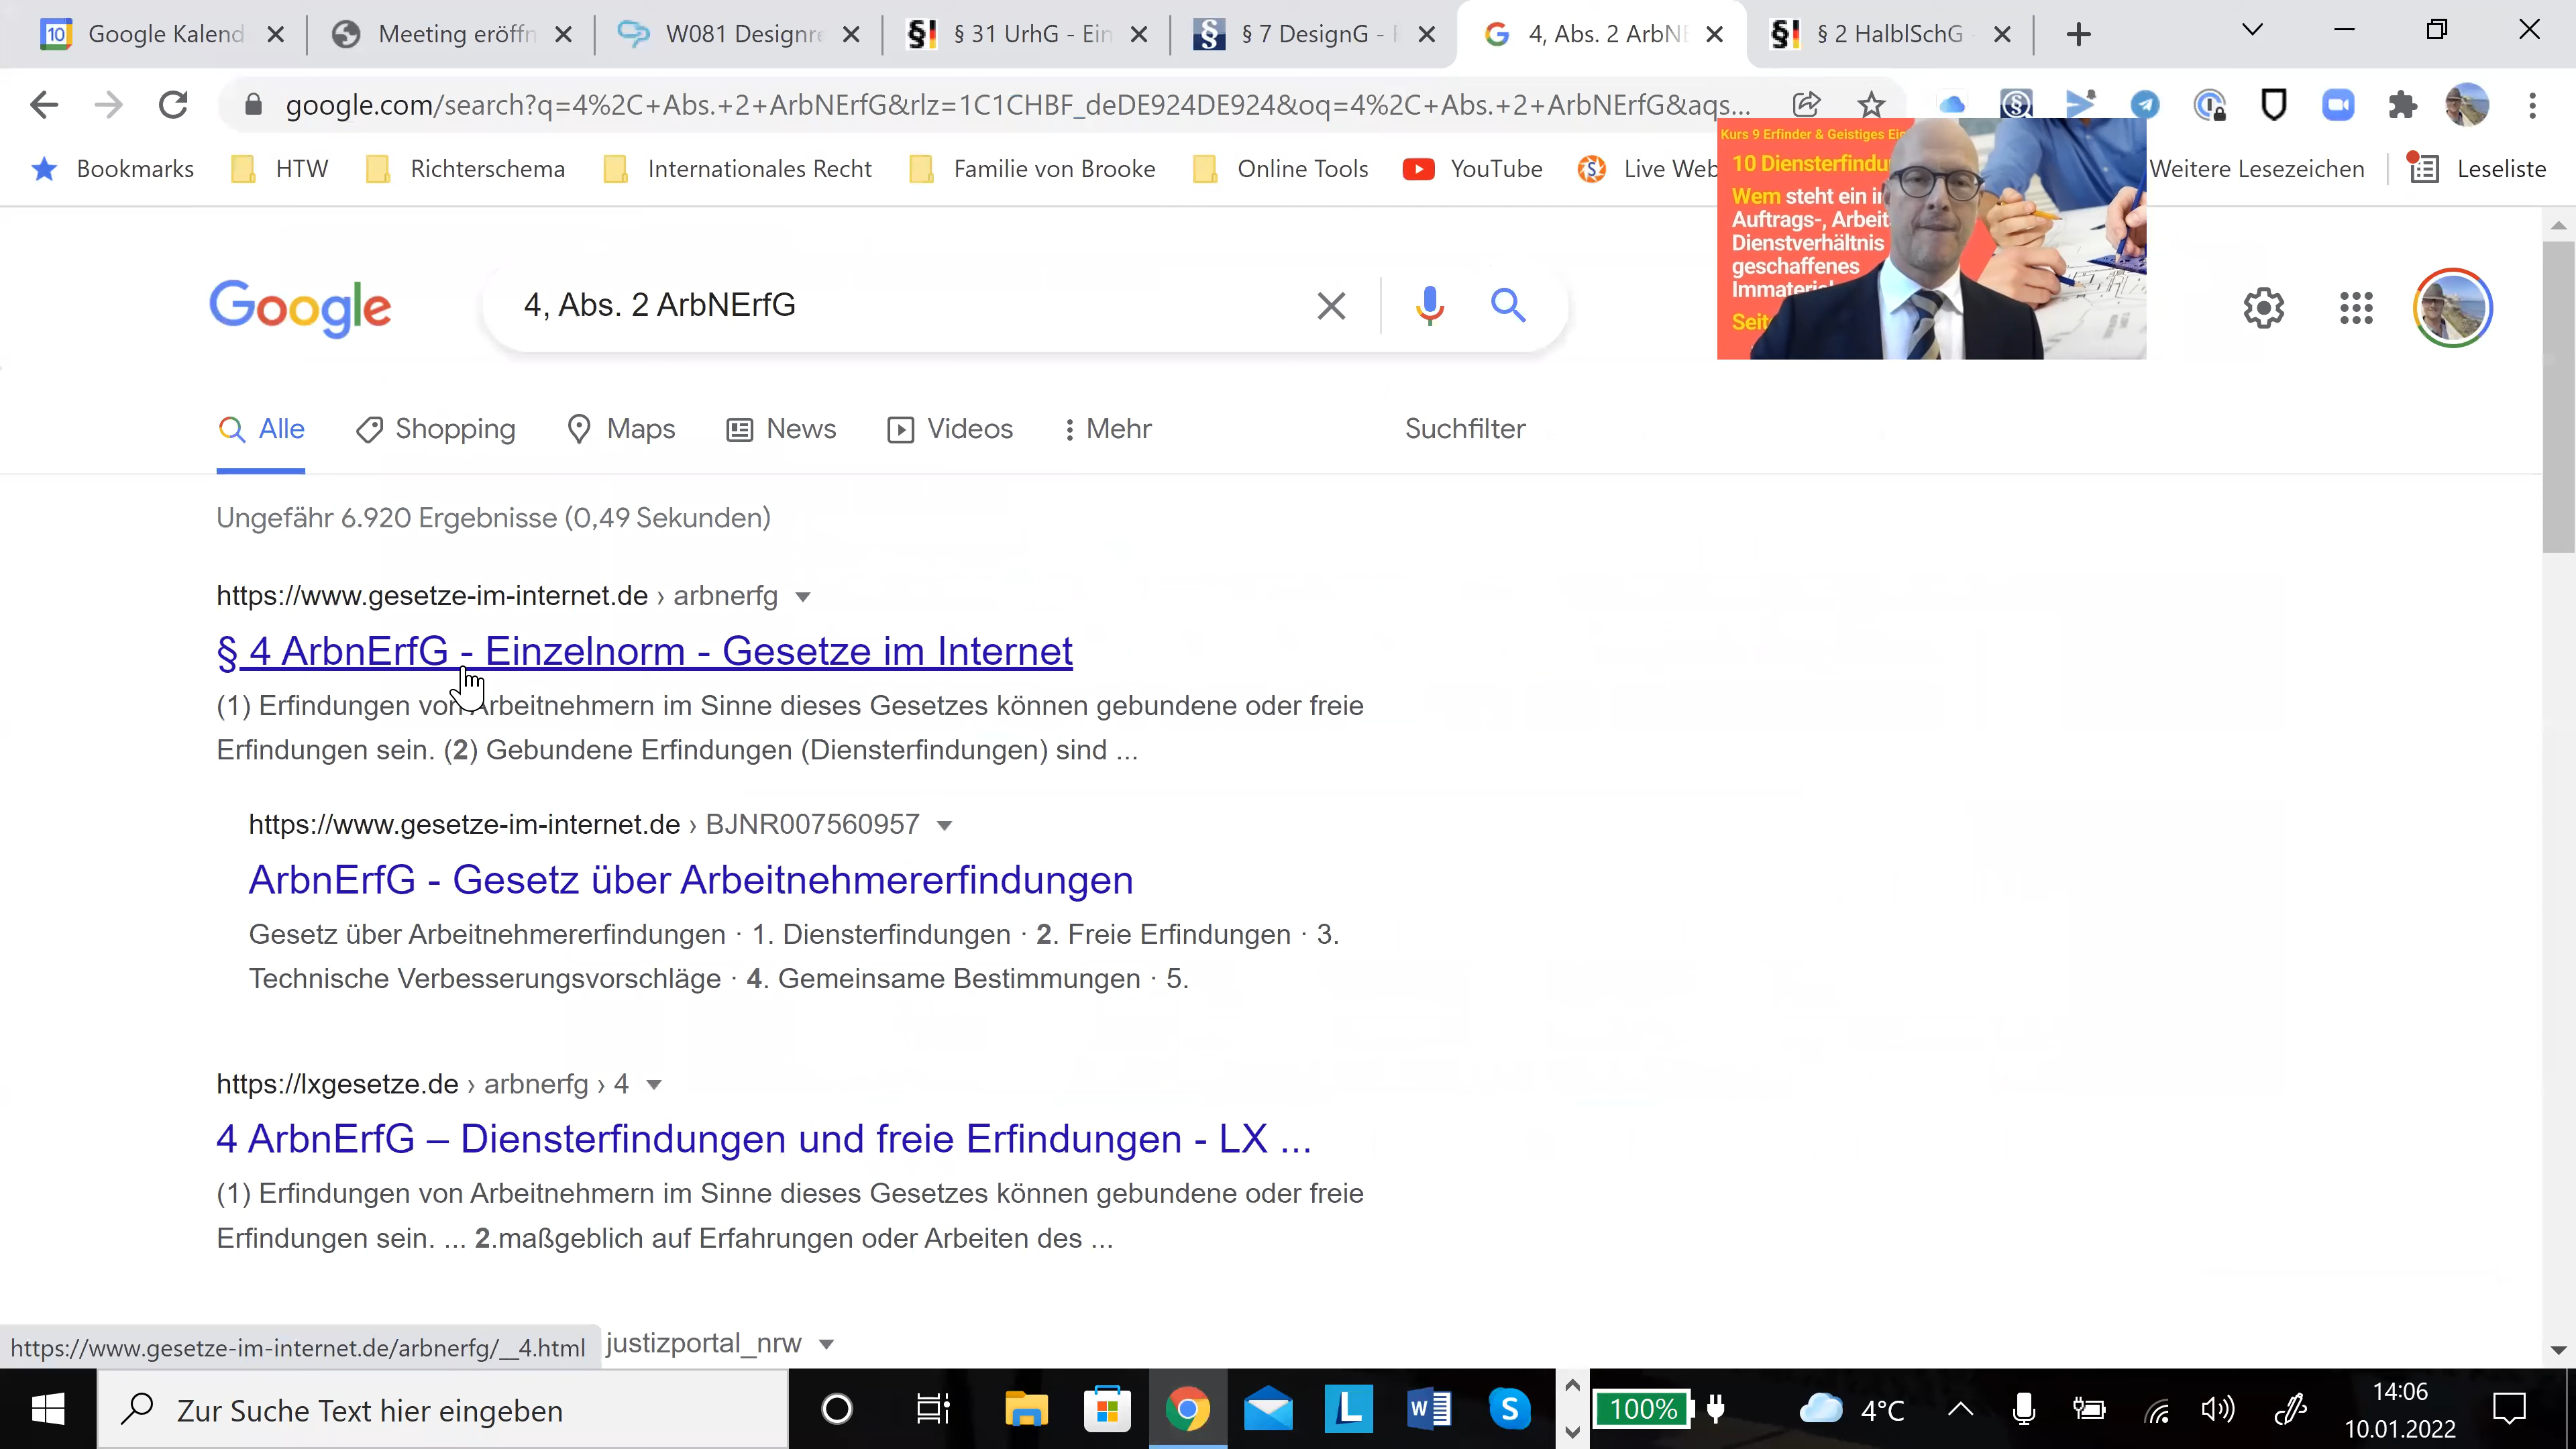 Google Kalend
Meeting eröffn
W081 Designre
§ 31 UrhG - Ein
§ 7 DesignG -
4, Abs. 2 ArbNE
§ 2 HalblSchG
google.com/search?q=4%2C+Abs.+2+ArbNErfG&rlz=1C1CHBF_deDE924DE924&oq=4%2C+Abs.+2+ArbNErfG&aqs...
Bookmarks
HTW
Richterschema
Internationales Recht
Familie von Brooke
Online Tools
YouTube
Live Web
Weitere Lesezeichen
Leseliste
Kurs 9 Erfinder & Geistiges Eig
10 Diensterfindu
Wem steht ein i
Auftrags-, Arbeit
Dienstverhältnis
geschaffenes
Immateri
Seit
Google
4, Abs. 2 ArbNErfG
Alle
Shopping
Maps
News
Videos
Mehr
Suchfilter
Ungefähr 6.920 Ergebnisse (0,49 Sekunden)
https://www.gesetze-im-internet.de › arbnerfg
§ 4 ArbnErfG - Einzelnorm - Gesetze im Internet
(1) Erfindungen von Arbeitnehmern im Sinne dieses Gesetzes können gebundene oder freie
Erfindungen sein. (2) Gebundene Erfindungen (Diensterfindungen) sind ...
https://www.gesetze-im-internet.de › BJNR007560957
ArbnErfG - Gesetz über Arbeitnehmererfindungen
Gesetz über Arbeitnehmererfindungen · 1. Diensterfindungen · 2. Freie Erfindungen · 3.
Technische Verbesserungsvorschläge · 4. Gemeinsame Bestimmungen · 5.
https://lxgesetze.de › arbnerfg › 4
4 ArbnErfG – Diensterfindungen und freie Erfindungen - LX ...
(1) Erfindungen von Arbeitnehmern im Sinne dieses Gesetzes können gebundene oder freie
Erfindungen sein. ... 2.maßgeblich auf Erfahrungen oder Arbeiten des ...
https://www.gesetze-im-internet.de/arbnerfg/__4.html
justizportal_nrw
Zur Suche Text hier eingeben
100%
4°C
14:06
10.01.2022